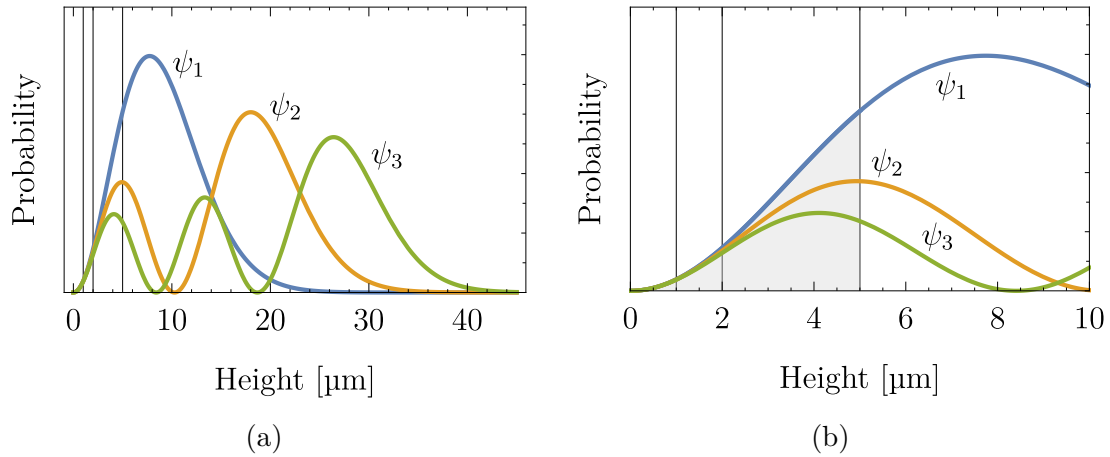 Probability
ψ1
ψ2
ψ3
0 10 20 30 40
Height [µm]
(a)
Probability
ψ1
ψ2
ψ3
0 2 4 6 8 10
Height [µm]
(b)